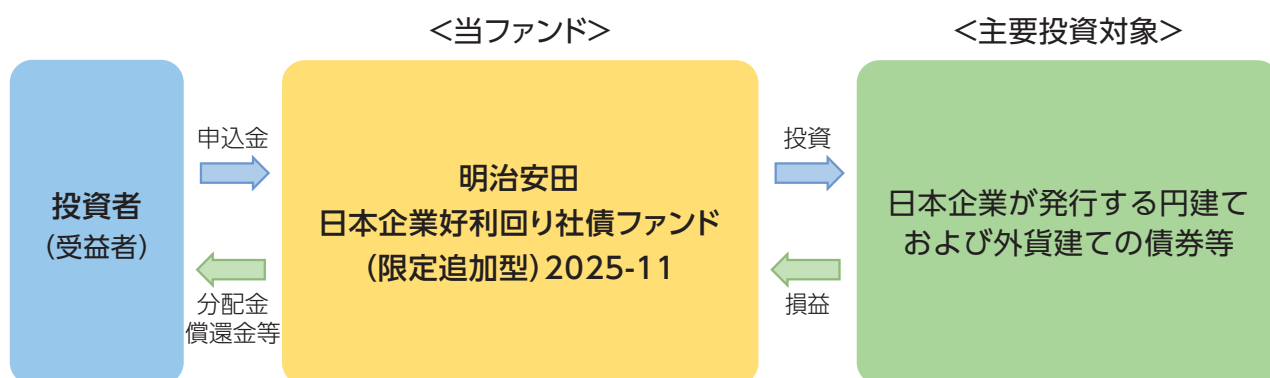 <当ファンド>
<主要投資対象>
投資者
(受益者)
申込金
分配金
償還金等
明治安田
日本企業好利回り社債ファンド
(限定追加型)2025-11
投資
損益
日本企業が発行する円建て
および外貨建ての債券等